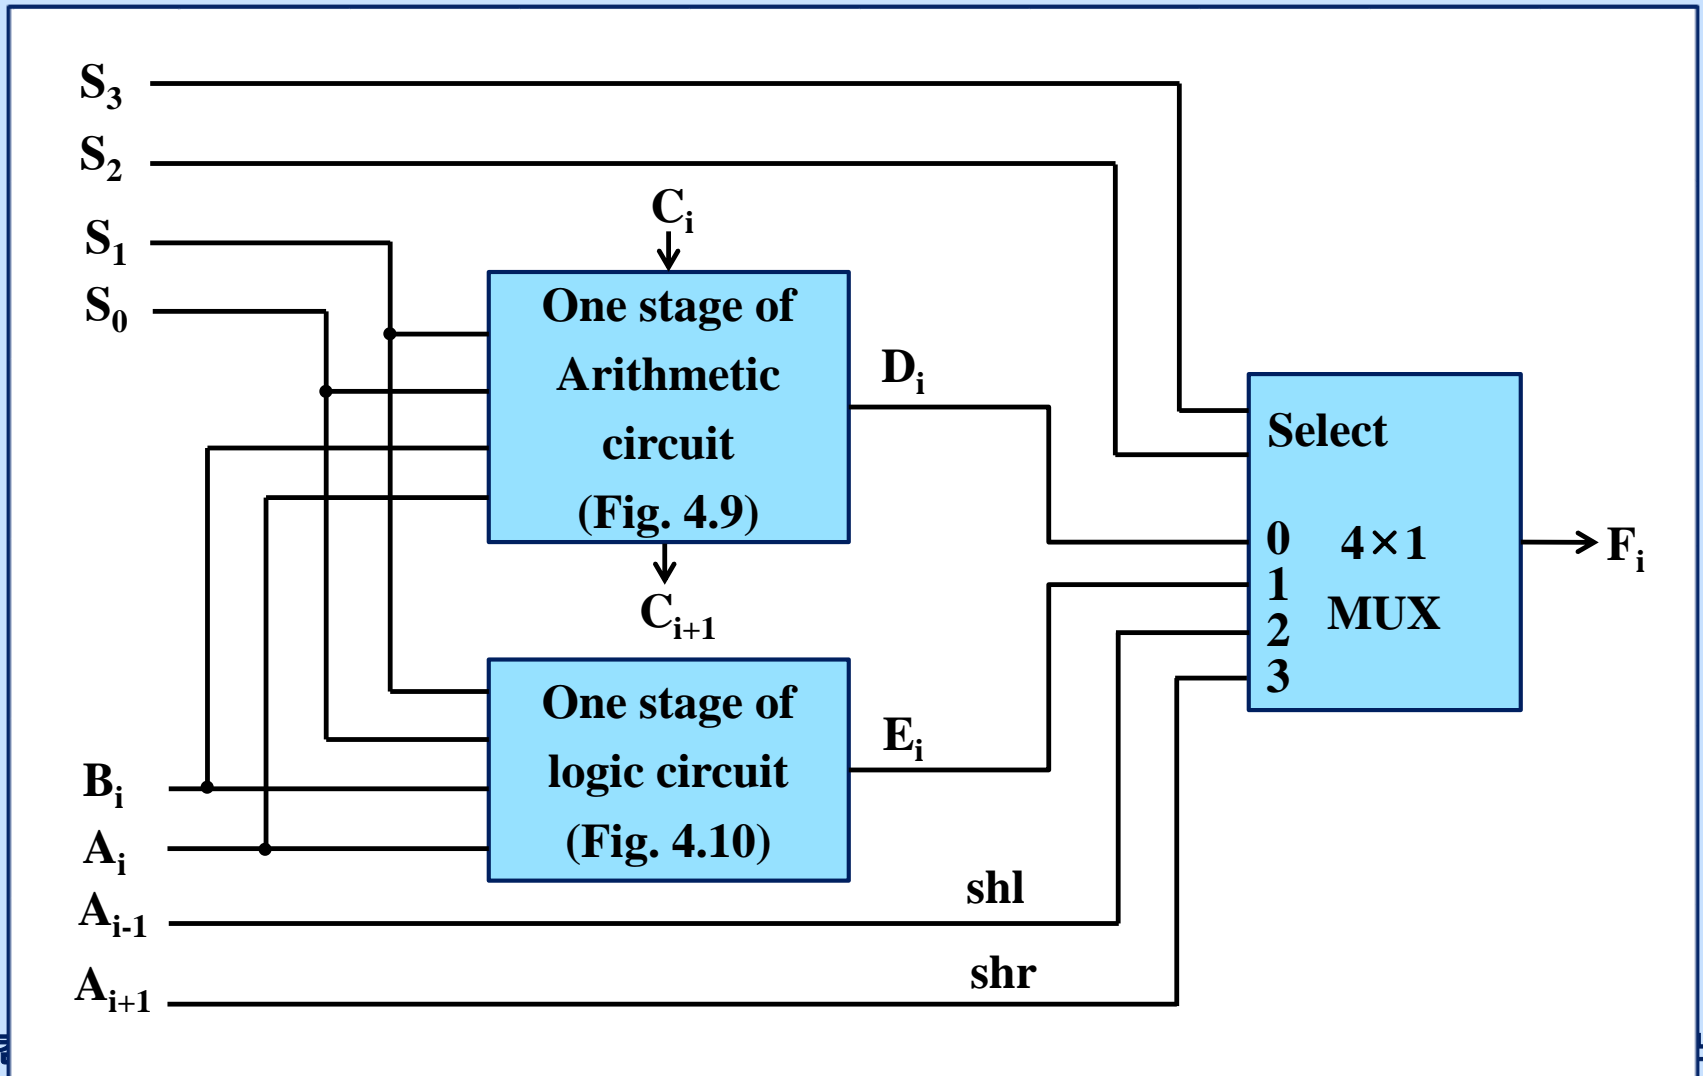 S₃
S₂
S₁
S₀
Cᵢ
One stage of
Arithmetic
circuit
(Fig. 4.9)
Dᵢ
Cᵢ₊₁
Select
0
1
2
3
4×1
MUX
Fᵢ
One stage of
logic circuit
(Fig. 4.10)
Eᵢ
Bᵢ
Aᵢ
Aᵢ₋₁
shl
Aᵢ₊₁
shr